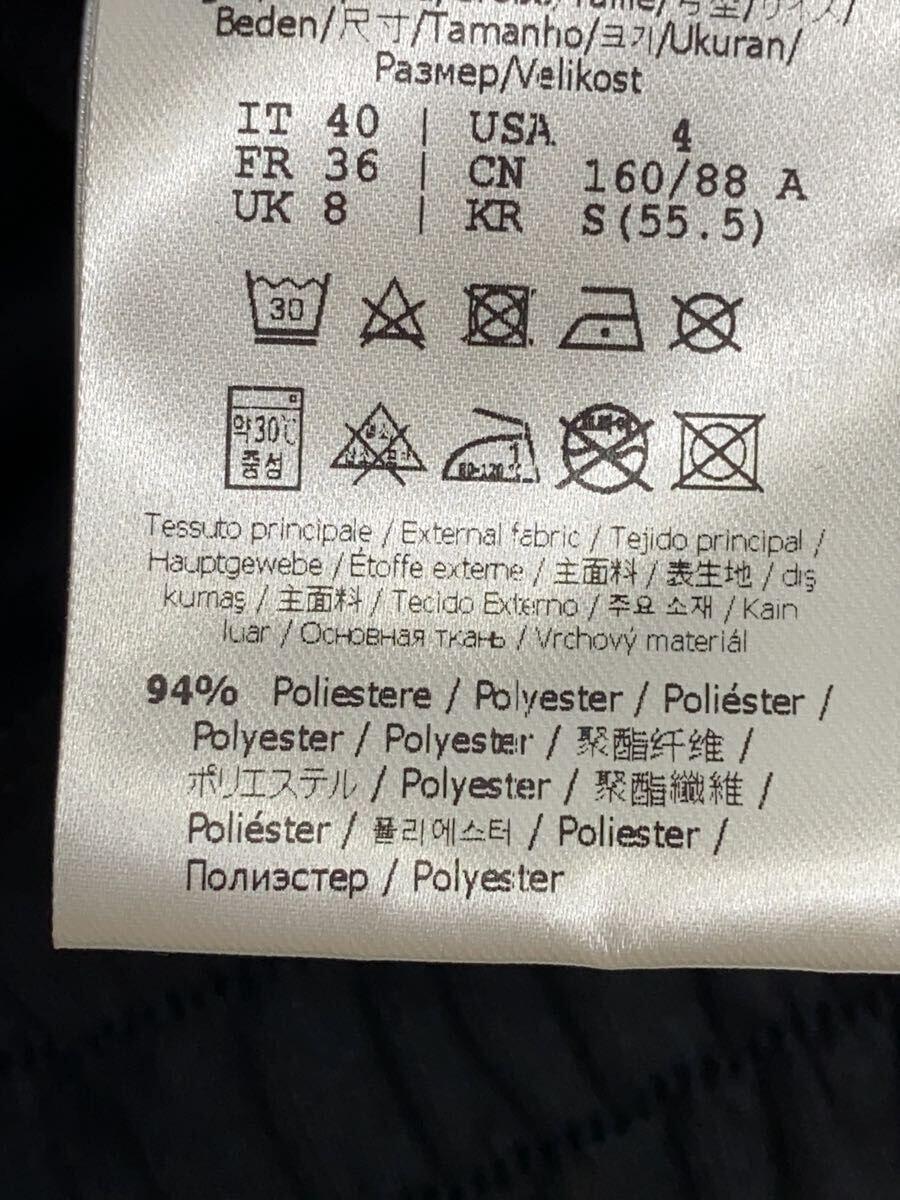 Beden/尺寸/Tamanho/크기/Ukuran/
Размер/Velikost
IT 40 | USA 4
FR 36 | CN 160/88 A
UK 8 | KR S(55.5)
30
약30℃
중성
80-120℃
Tessuto principale / External fabric / Tejido principal /
Hauptgewebe / Étoffe externe / 主面料 / 表生地 / dış
kumaş / 主面料 / Tecido Externo / 주요 소재 / Kain
luar / Основная ткань / Vrchový materiál
94% Poliestere / Polyester / Poliéster /
Polyester / Polyester / 聚酯纤维 /
ポリエステル / Polyester / 聚酯纖維 /
Poliéster / 폴리에스터 / Poliester /
Полиэстер / Polyester